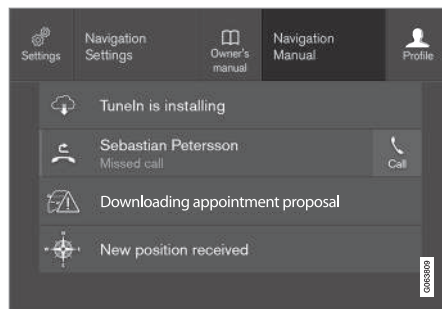 Settings
Navigation
Settings
Owner's
manual
Navigation
Manual
Profile
TuneIn is installing
Sebastian Petersson
Missed call
Call
Downloading appointment proposal
New position received
G063809